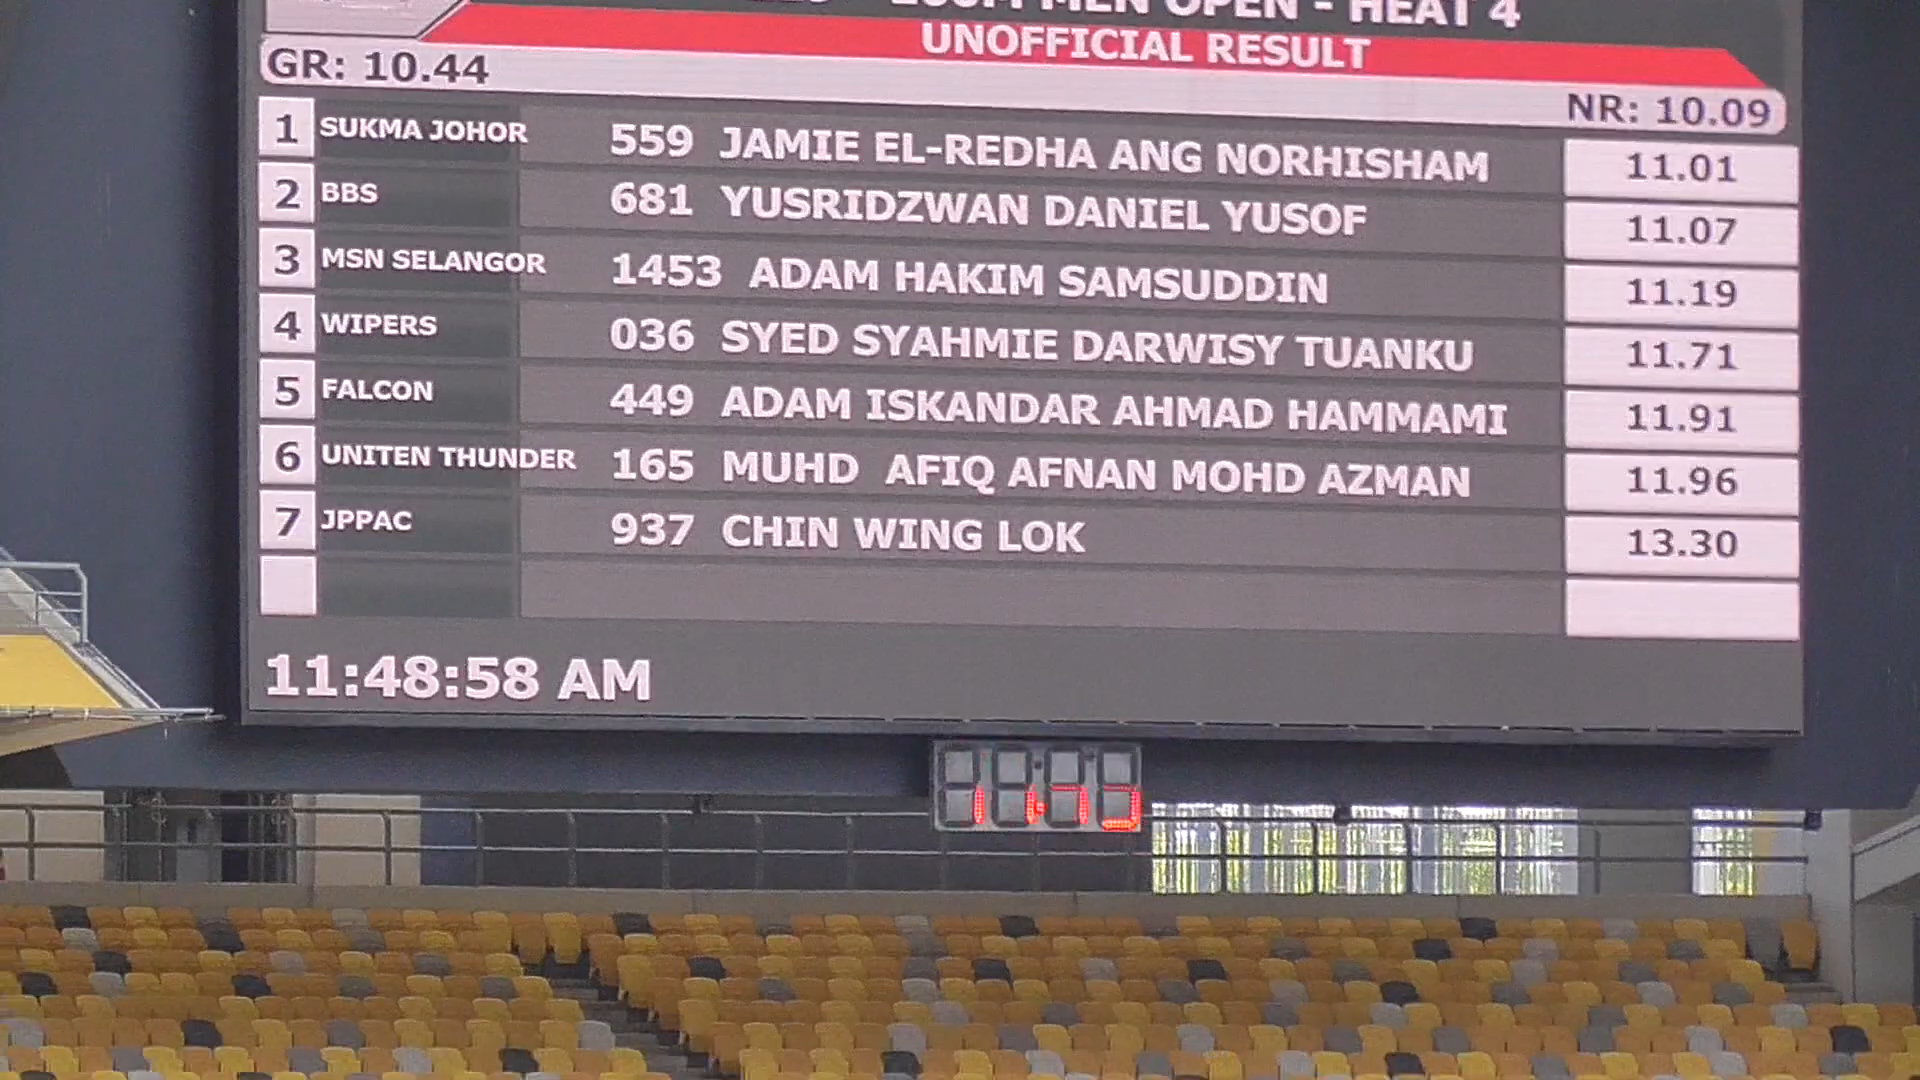 MEN OPEN - HEAT 4
UNOFFICIAL RESULT
GR: 10.44
NR: 10.09
1 SUKMA JOHOR 559 JAMIE EL-REDHA ANG NORHISHAM 11.01
2 BBS 681 YUSRIDZWAN DANIEL YUSOF 11.07
3 MSN SELANGOR 1453 ADAM HAKIM SAMSUDDIN 11.19
4 WIPERS 036 SYED SYAHMIE DARWISY TUANKU 11.71
5 FALCON 449 ADAM ISKANDAR AHMAD HAMMAMI 11.91
6 UNITEN THUNDER 165 MUHD AFIQ AFNAN MOHD AZMAN 11.96
7 JPPAC 937 CHIN WING LOK 13.30
11:48:58 AM